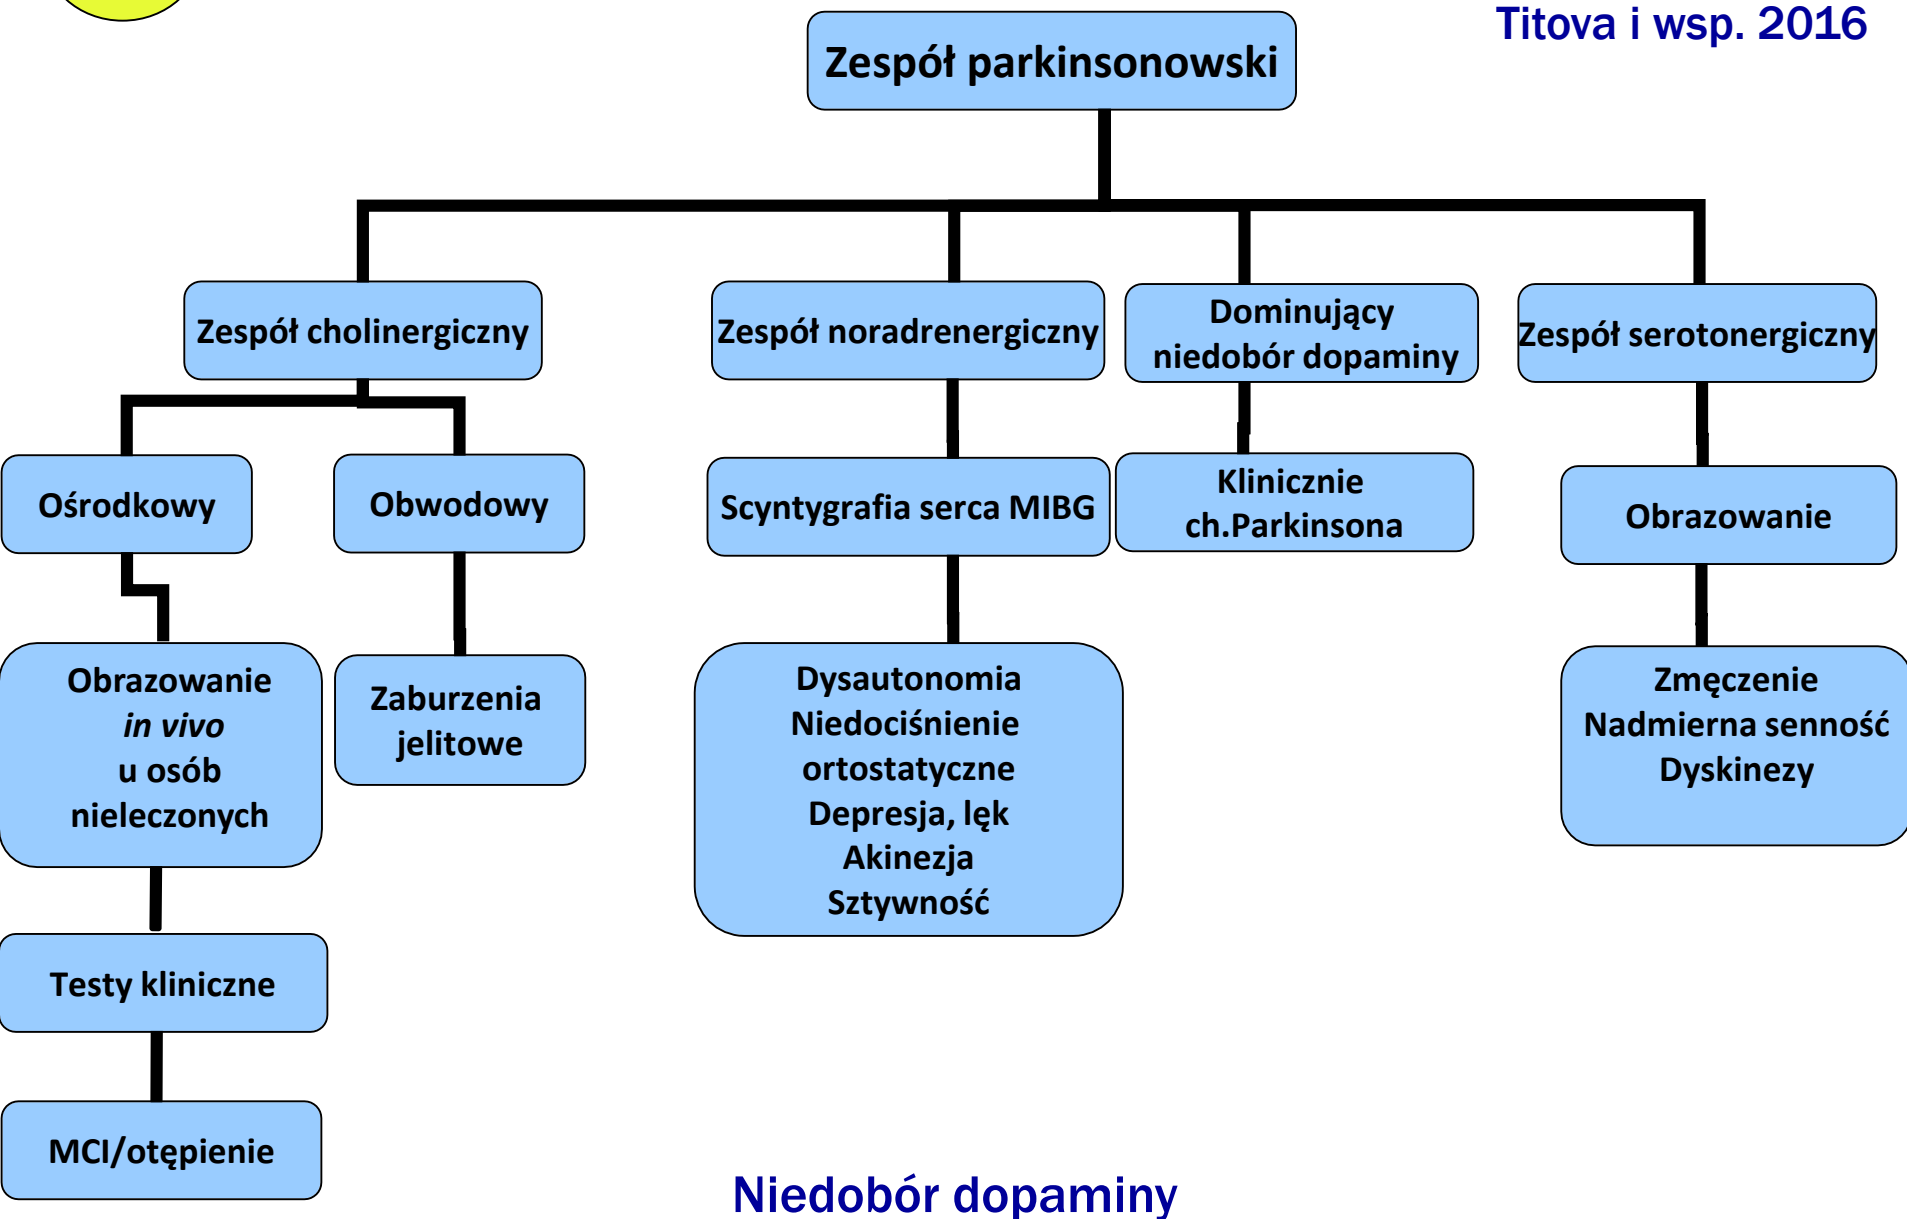 Titova i wsp. 2016
Zespół parkinsonowski
Zespół cholinergiczny
Zespół noradrenergiczny
Dominujący
niedobór dopaminy
Zespół serotonergiczny
Ośrodkowy
Obwodowy
Scyntygrafia serca MIBG
Klinicznie
ch.Parkinsona
Obrazowanie
Obrazowanie
in vivo
u osób
nieleczonych
Zaburzenia
jelitowe
Dysautonomia
Niedociśnienie
ortostatyczne
Depresja, lęk
Akinezja
Sztywność
Zmęczenie
Nadmierna senność
Dyskinezy
Testy kliniczne
MCI/otępienie
Niedobór dopaminy